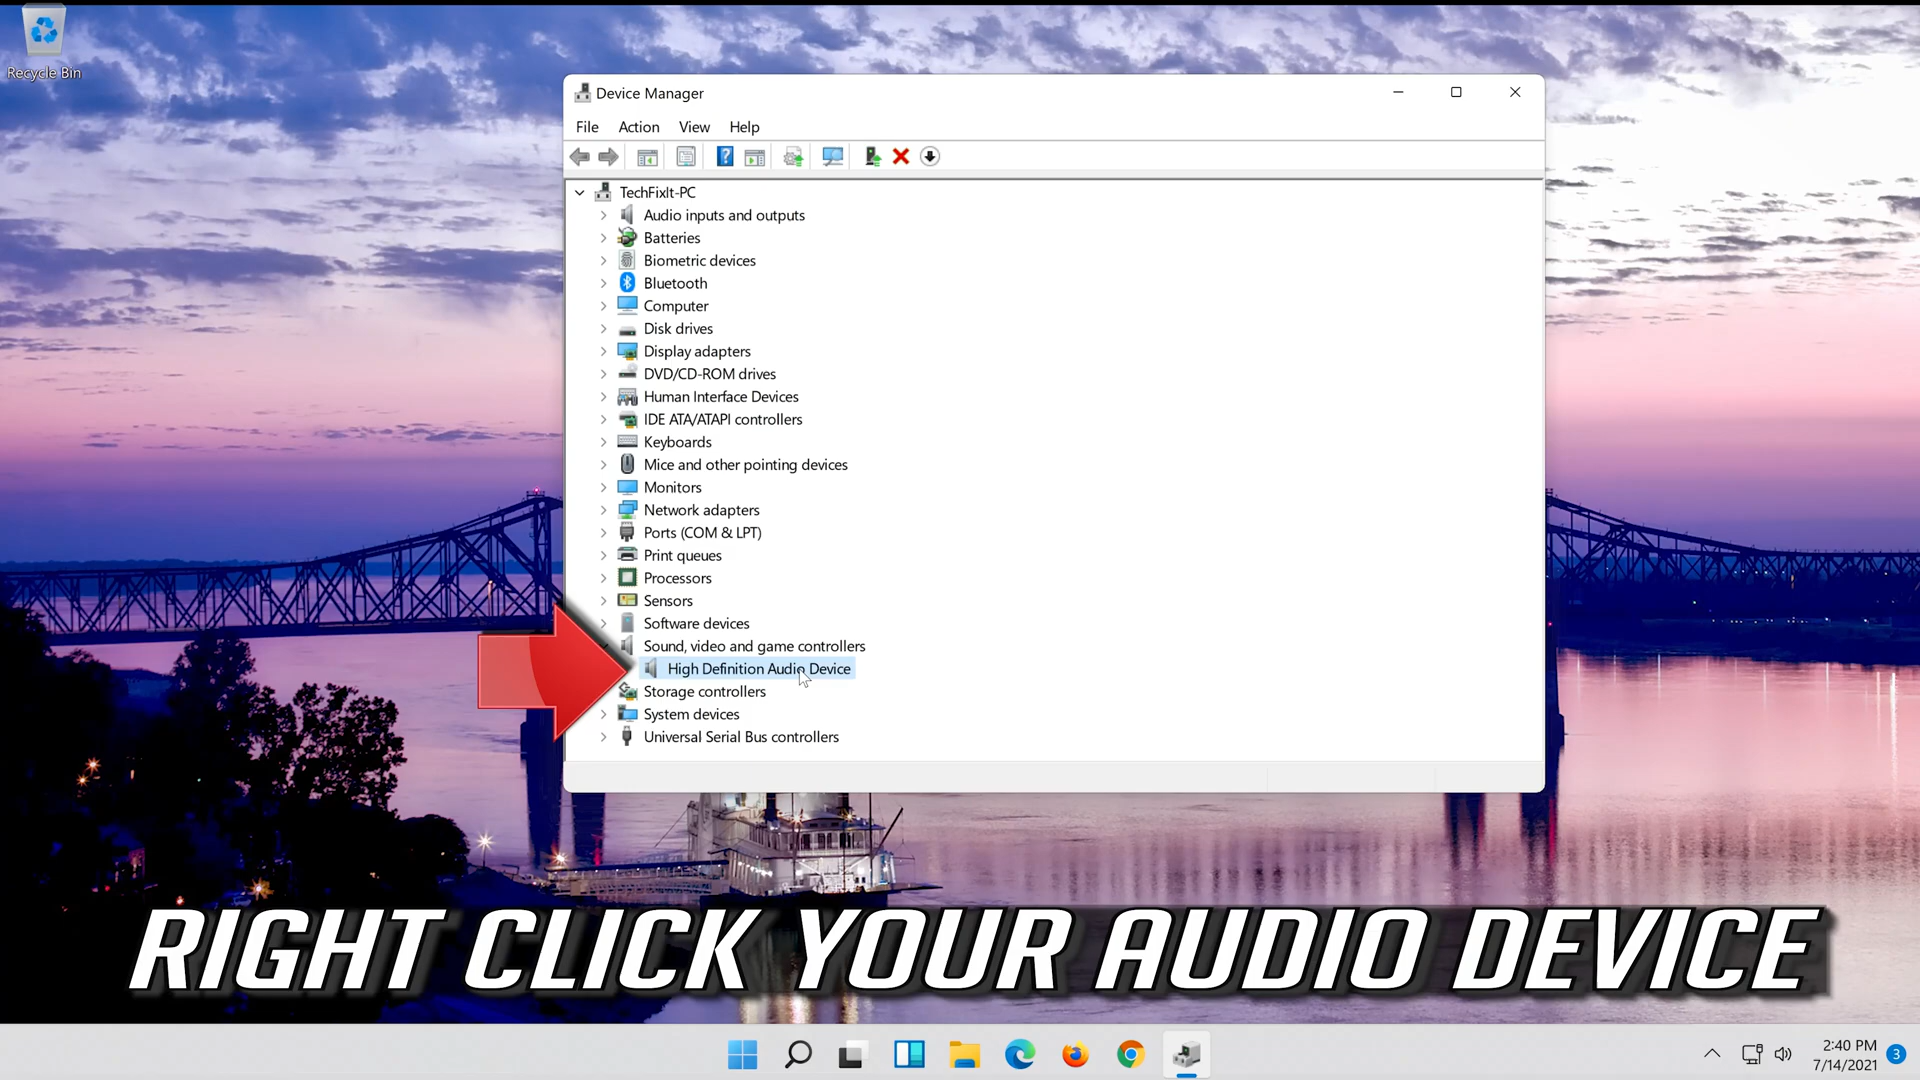 Recycle Bin
Device Manager
File Action View Help
TechFixIt-PC
Audio inputs and outputs
Batteries
Biometric devices
Bluetooth
Computer
Disk drives
Display adapters
DVD/CD-ROM drives
Human Interface Devices
IDE ATA/ATAPI controllers
Keyboards
Mice and other pointing devices
Monitors
Network adapters
Ports (COM & LPT)
Print queues
Processors
Sensors
Software devices
Sound, video and game controllers
High Definition Audio Device
Storage controllers
System devices
Universal Serial Bus controllers
RIGHT CLICK YOUR AUDIO DEVICE
2:40 PM
7/14/2021
3